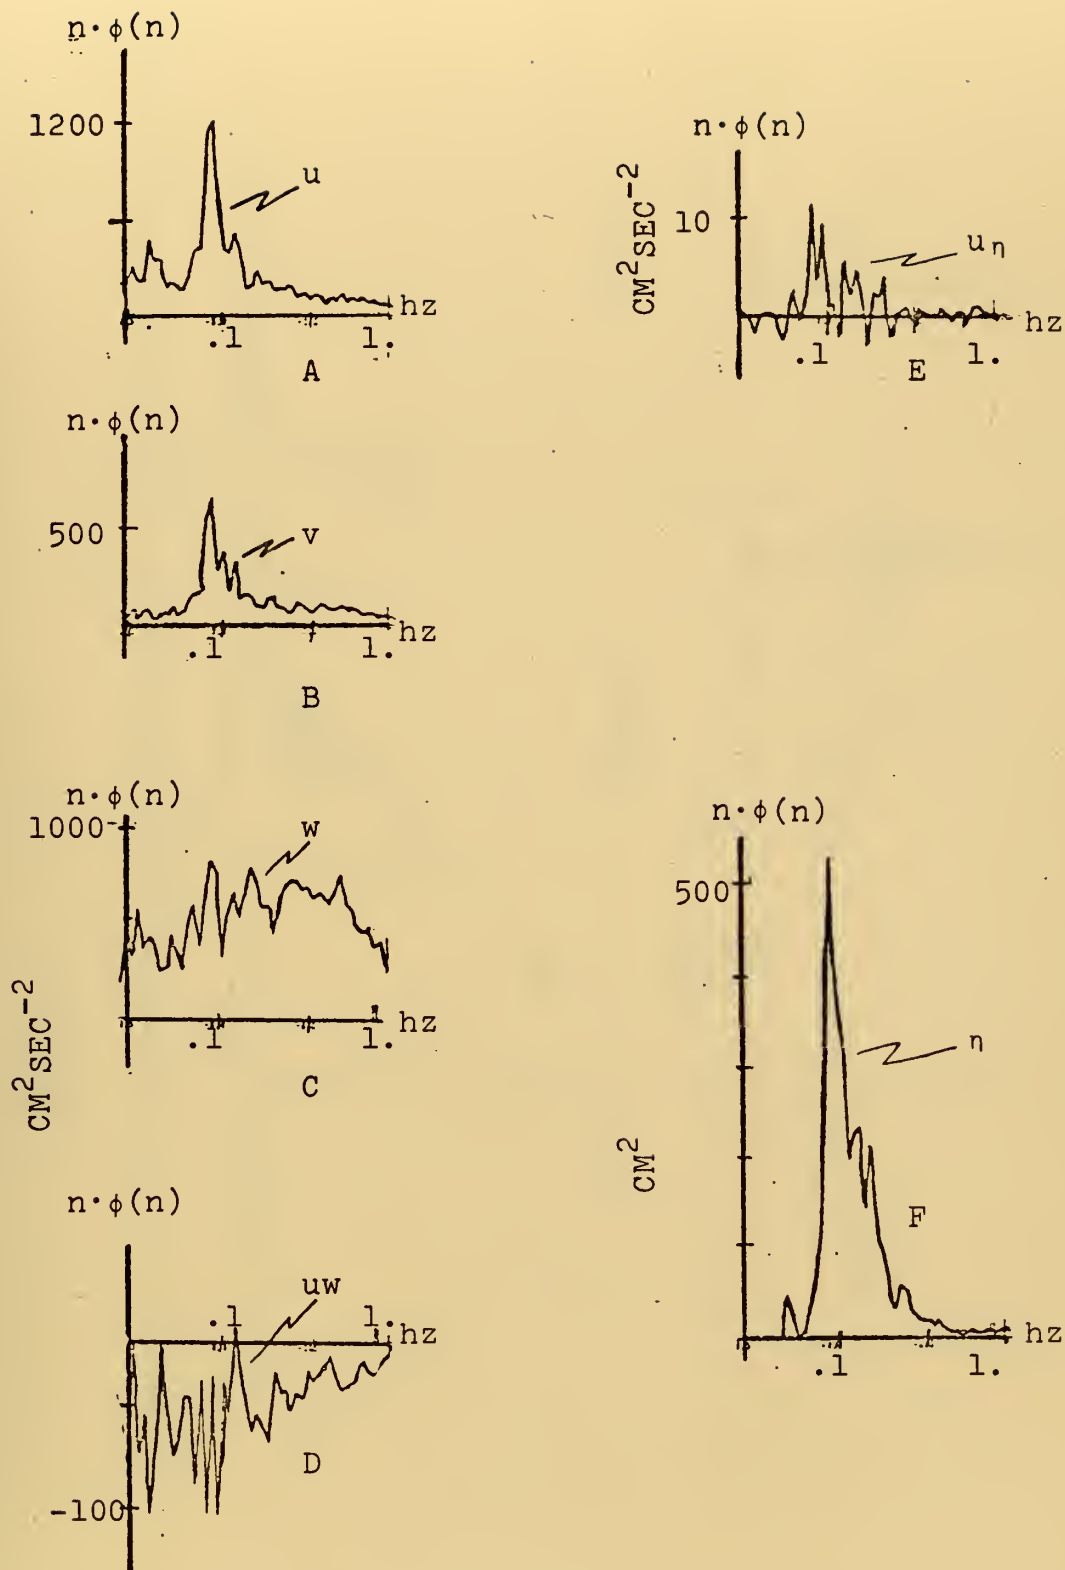 n·φ(n)
1200
u
hz
.1
1.
A
n·φ(n)
500
v
hz
.1
1.
B
n·φ(n)
1000
w
hz
.1
1.
C
CM²SEC⁻²
n·φ(n)
uw
.1
1.
hz
-100
D
n·φ(n)
CM²SEC⁻²
10
uη
hz
.1
1.
E
n·φ(n)
500
η
CM²
F
hz
.1
1.